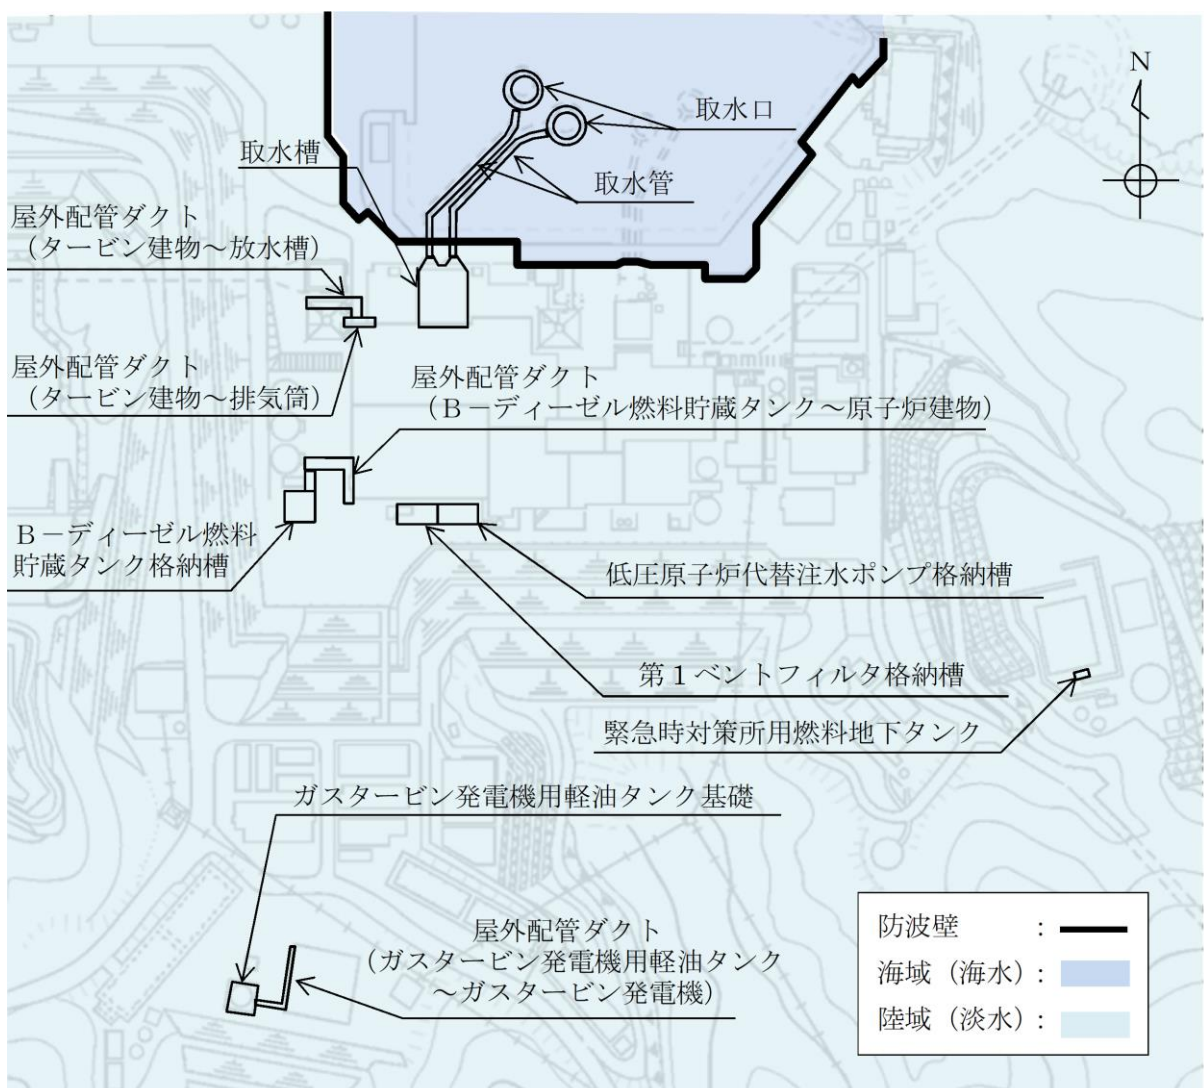 N
取水口
取水槽
取水管
屋外配管ダクト
（タービン建物～放水槽）
屋外配管ダクト
（タービン建物～排気筒）
屋外配管ダクト
（Ｂ－ディーゼル燃料貯蔵タンク～原子炉建物）
Ｂ－ディーゼル燃料
貯蔵タンク格納槽
低圧原子炉代替注水ポンプ格納槽
第１ベントフィルタ格納槽
緊急時対策所用燃料地下タンク
ガスタービン発電機用軽油タンク基礎
屋外配管ダクト
（ガスタービン発電機用軽油タンク
～ガスタービン発電機）
防波壁　　　：
海域（海水）：
陸域（淡水）：